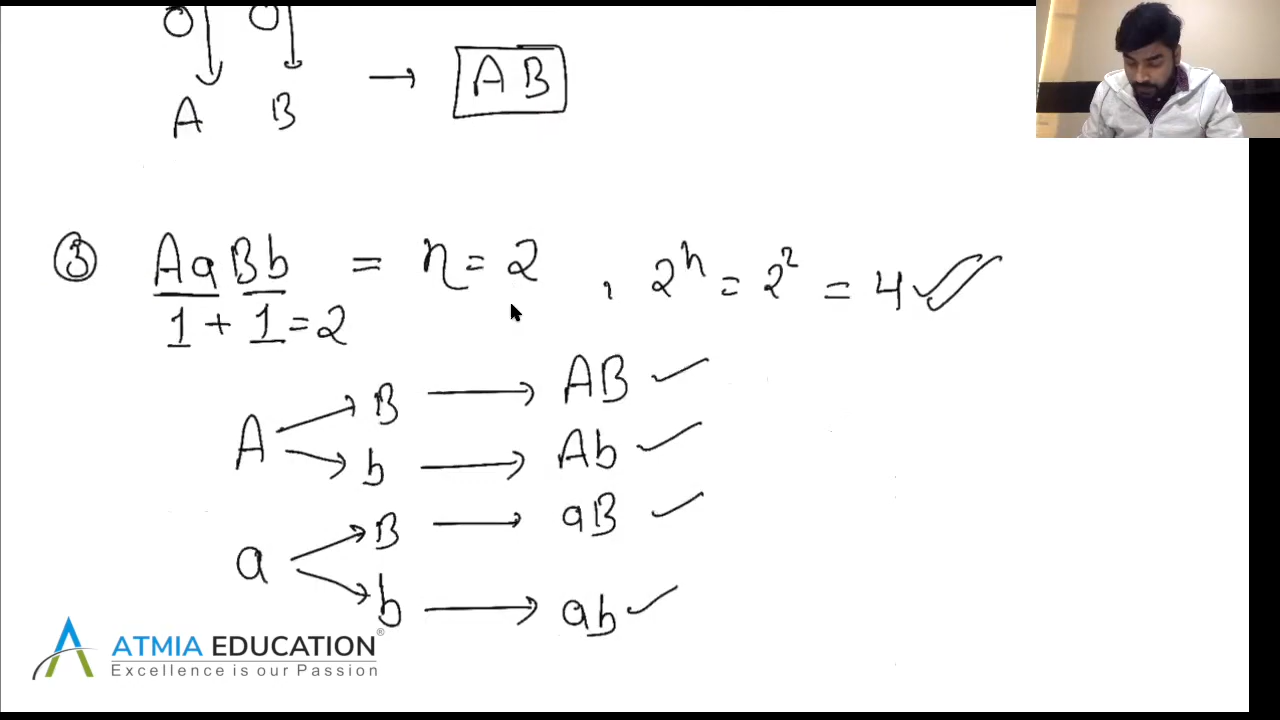 A B → A B
③ AaBb = n = 2 , 2ⁿ = 2² = 4
1 + 1 = 2
A → B → AB ✓
→ b → Ab ✓
a → B → aB ✓
→ b → ab ✓
ATMIA EDUCATION®
Excellence is our Passion